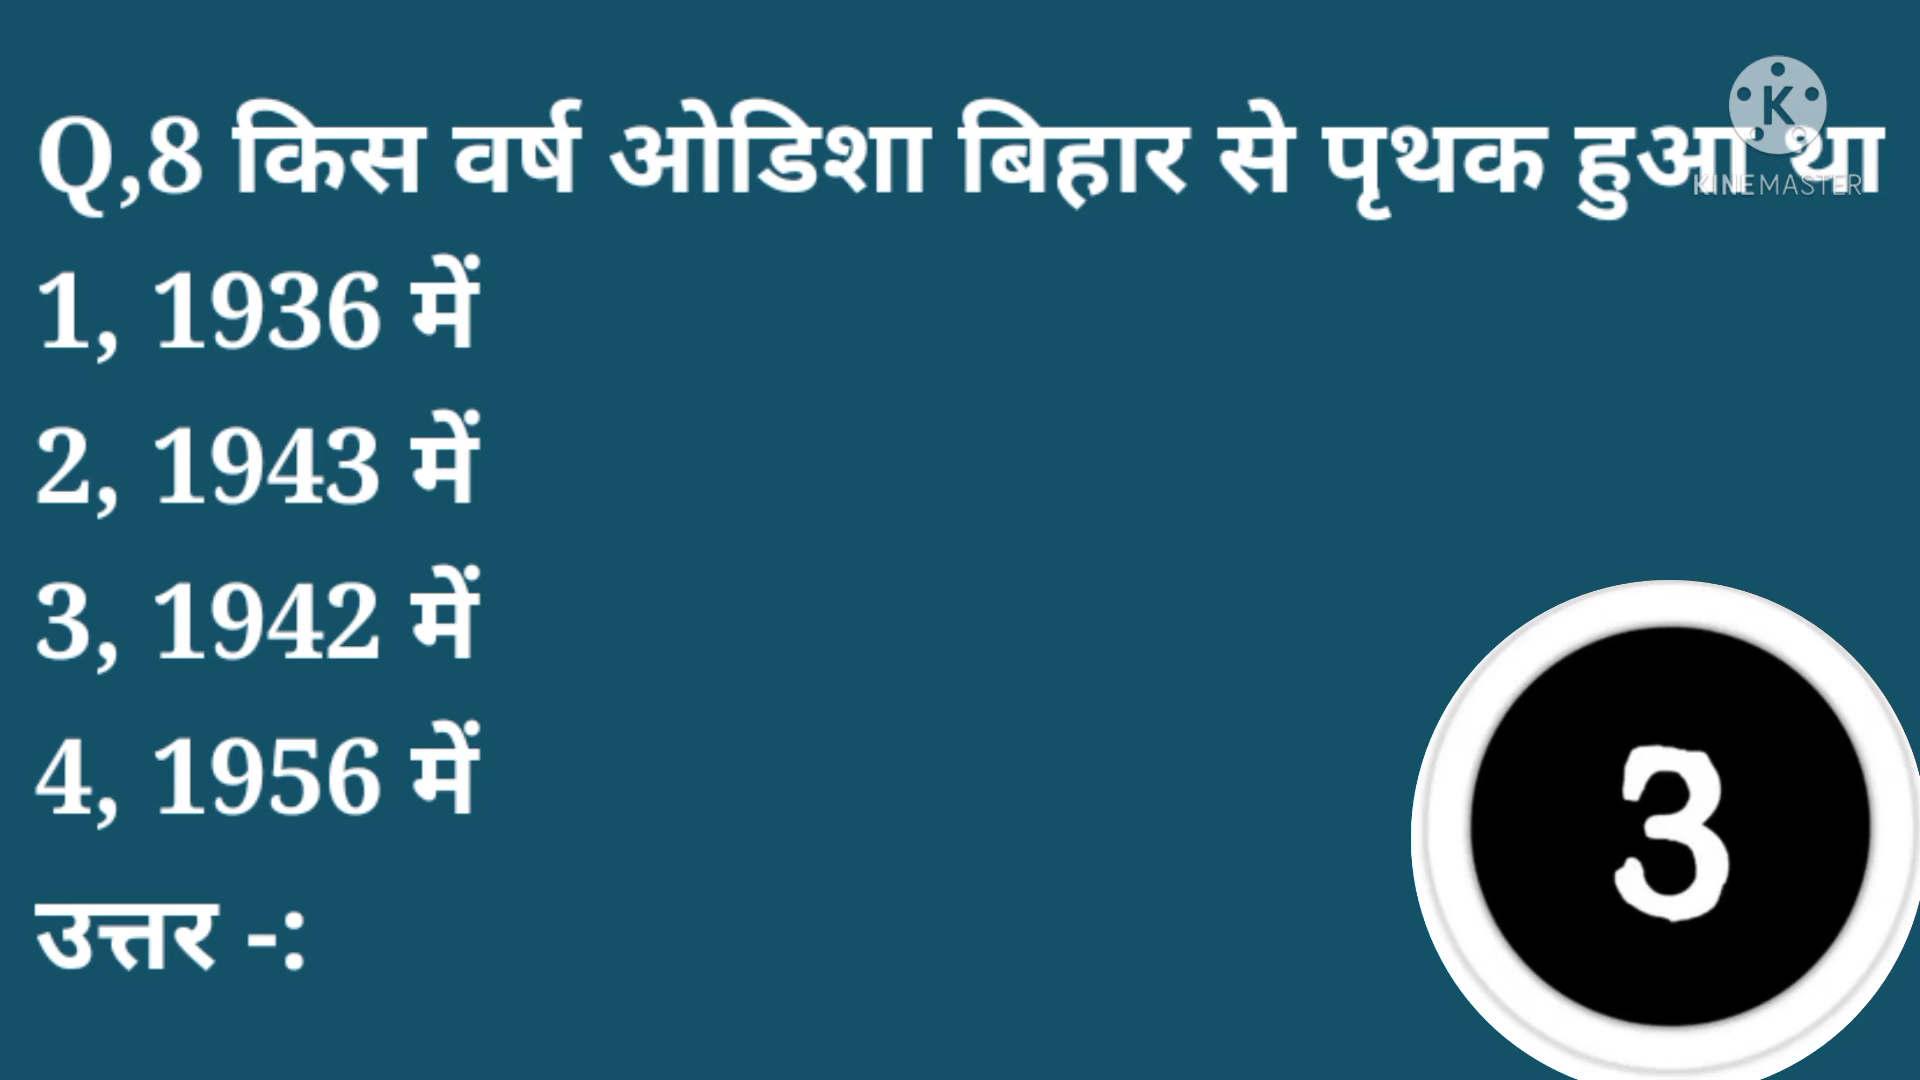 Q,8 किस वर्ष ओडिशा बिहार से पृथक हुआ था
K
KINEMASTER
1, 1936 में
2, 1943 में
3, 1942 में
4, 1956 में
3
उत्तर -: